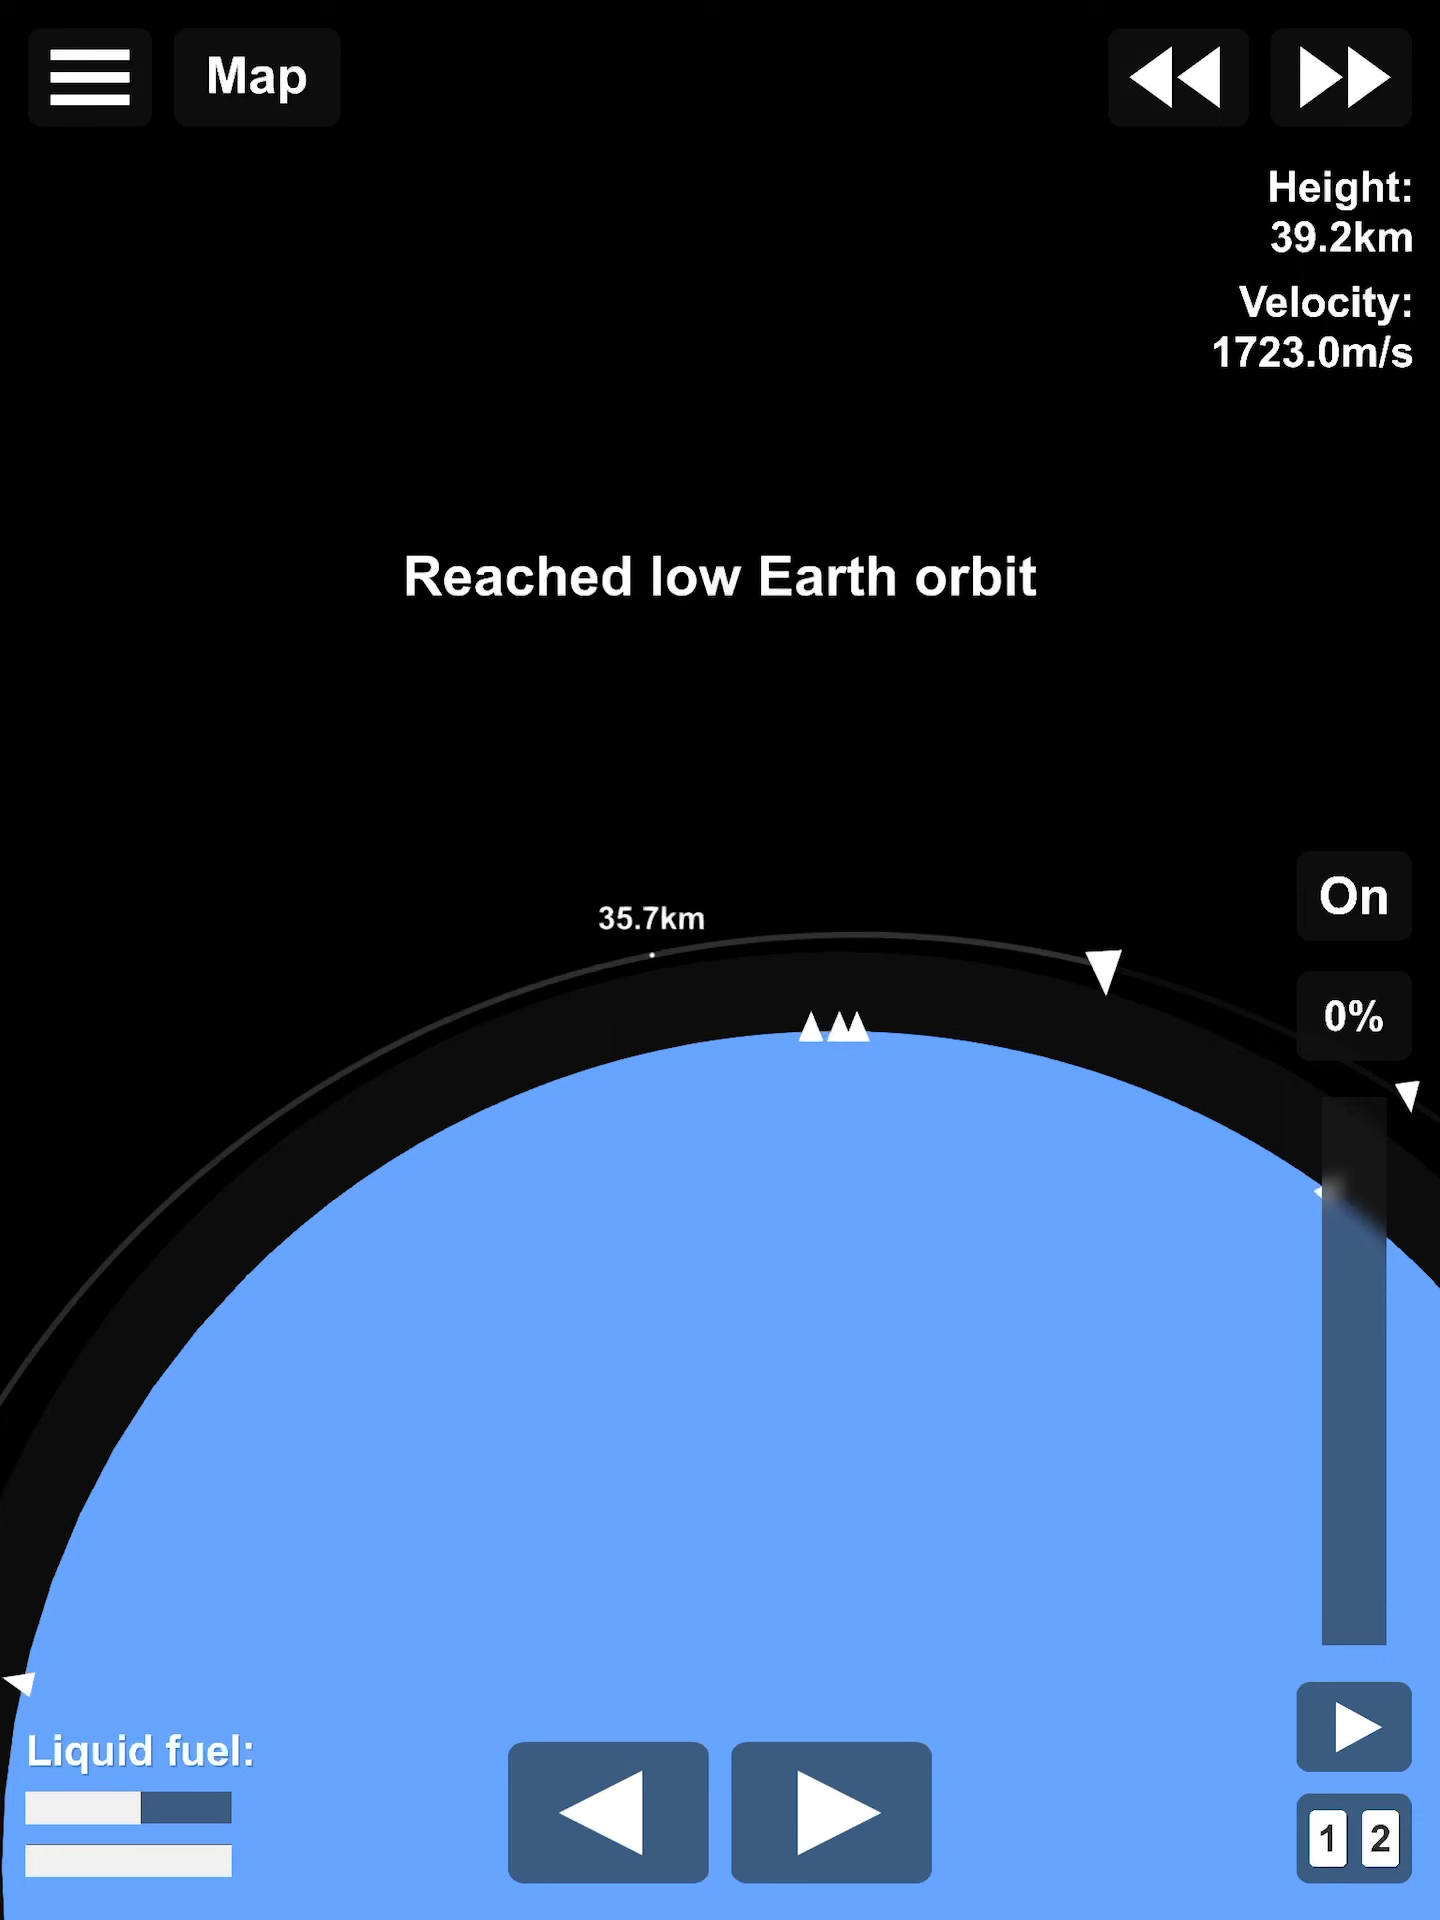 Map
Height:
39.2km
Velocity:
1723.0m/s
Reached low Earth orbit
35.7km
On
0%
Liquid fuel:
1 2